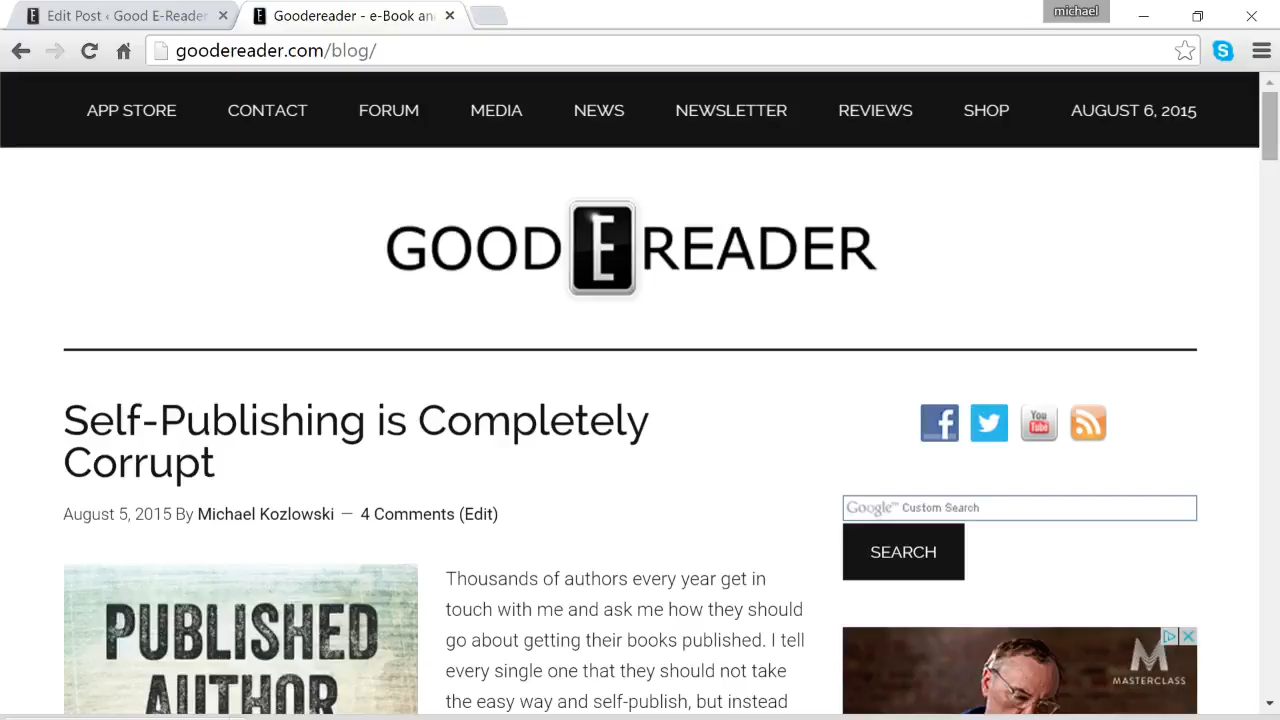 Edit Post ‹ Good E-Reader
Goodereader - e-Book an
michael
goodereader.com/blog/
APP STORE CONTACT FORUM MEDIA NEWS NEWSLETTER REVIEWS SHOP AUGUST 6, 2015
GOOD E READER
Self-Publishing is Completely
Corrupt
August 5, 2015 By Michael Kozlowski — 4 Comments (Edit)
You
Tube
Google™ Custom Search
SEARCH
PUBLISHED
AUTHOR
Thousands of authors every year get in
touch with me and ask me how they should
go about getting their books published. I tell
every single one that they should not take
the easy way and self-publish, but instead
MASTERCLASS